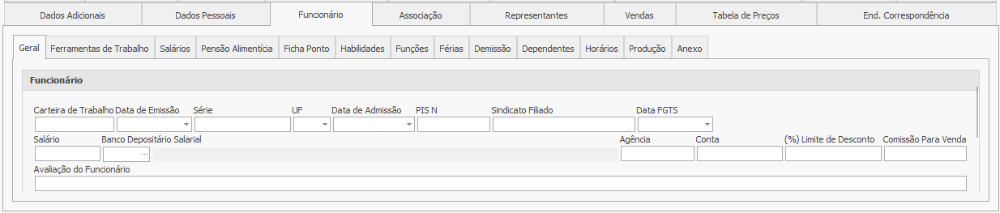 Dados Adicionais Dados Pessoais Funcionário Associação Representantes Vendas Tabela de Preços End. Correspondência
Geral Ferramentas de Trabalho Salários Pensão Alimentícia Ficha Ponto Habilidades Funções Férias Demissão Dependentes Horários Produção Anexo
Funcionário
Carteira de Trabalho Data de Emissão Série UF Data de Admissão PIS N Sindicato Filiado Data FGTS
Salário Banco Depositário Salarial Agência Conta (%) Limite de Desconto Comissão Para Venda
...
Avaliação do Funcionário